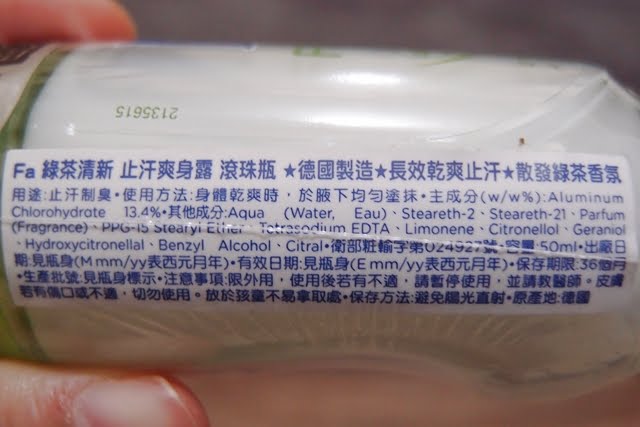 2135615
Fa 綠茶清新 止汗爽身露 滾珠瓶 ★德國製造★長效乾爽止汗★散發綠茶香氛
用途:止汗制臭•使用方法:身體乾爽時，於腋下均勻塗抹•主成分(w/w%):Aluminum
Chlorohydrate 13.4%•其他成分:Aqua (Water, Eau)•Steareth-2•Steareth-21•Parfum
(Fragrance)•PPG-15 Stearyl Ether•Tetrasodium EDTA•Limonene•Citronellol•Geraniol
•Hydroxycitronellal•Benzyl Alcohol•Citral•衛部粧輸字第024927號•容量:50ml•出廠日
期:見瓶身(M mm/yy表西元月年)•有效日期:見瓶身(E mm/yy表西元月年)•保存期限:36個月
•生產批號:見瓶身標示•注意事項:限外用，使用後若有不適，請暫停使用，並請教醫師。皮膚
若有傷口或不適，切勿使用。放於孩童不易拿取處•保存方法:避免陽光直射•原產地:德國